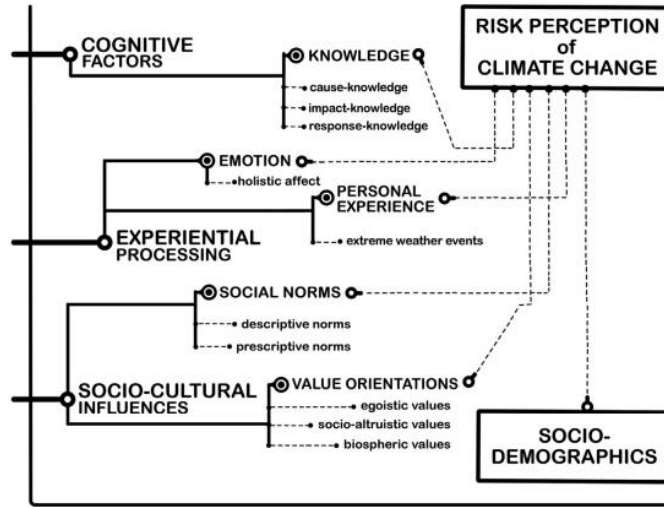 COGNITIVE
FACTORS
KNOWLEDGE
cause-knowledge
impact-knowledge
response-knowledge
RISK PERCEPTION
of
CLIMATE CHANGE
EMOTION
holistic affect
PERSONAL
EXPERIENCE
extreme weather events
EXPERIENTIAL
PROCESSING
SOCIAL NORMS
descriptive norms
prescriptive norms
SOCIO-CULTURAL
INFLUENCES
VALUE ORIENTATIONS
egoistic values
socio-altruistic values
biospheric values
SOCIO-
DEMOGRAPHICS